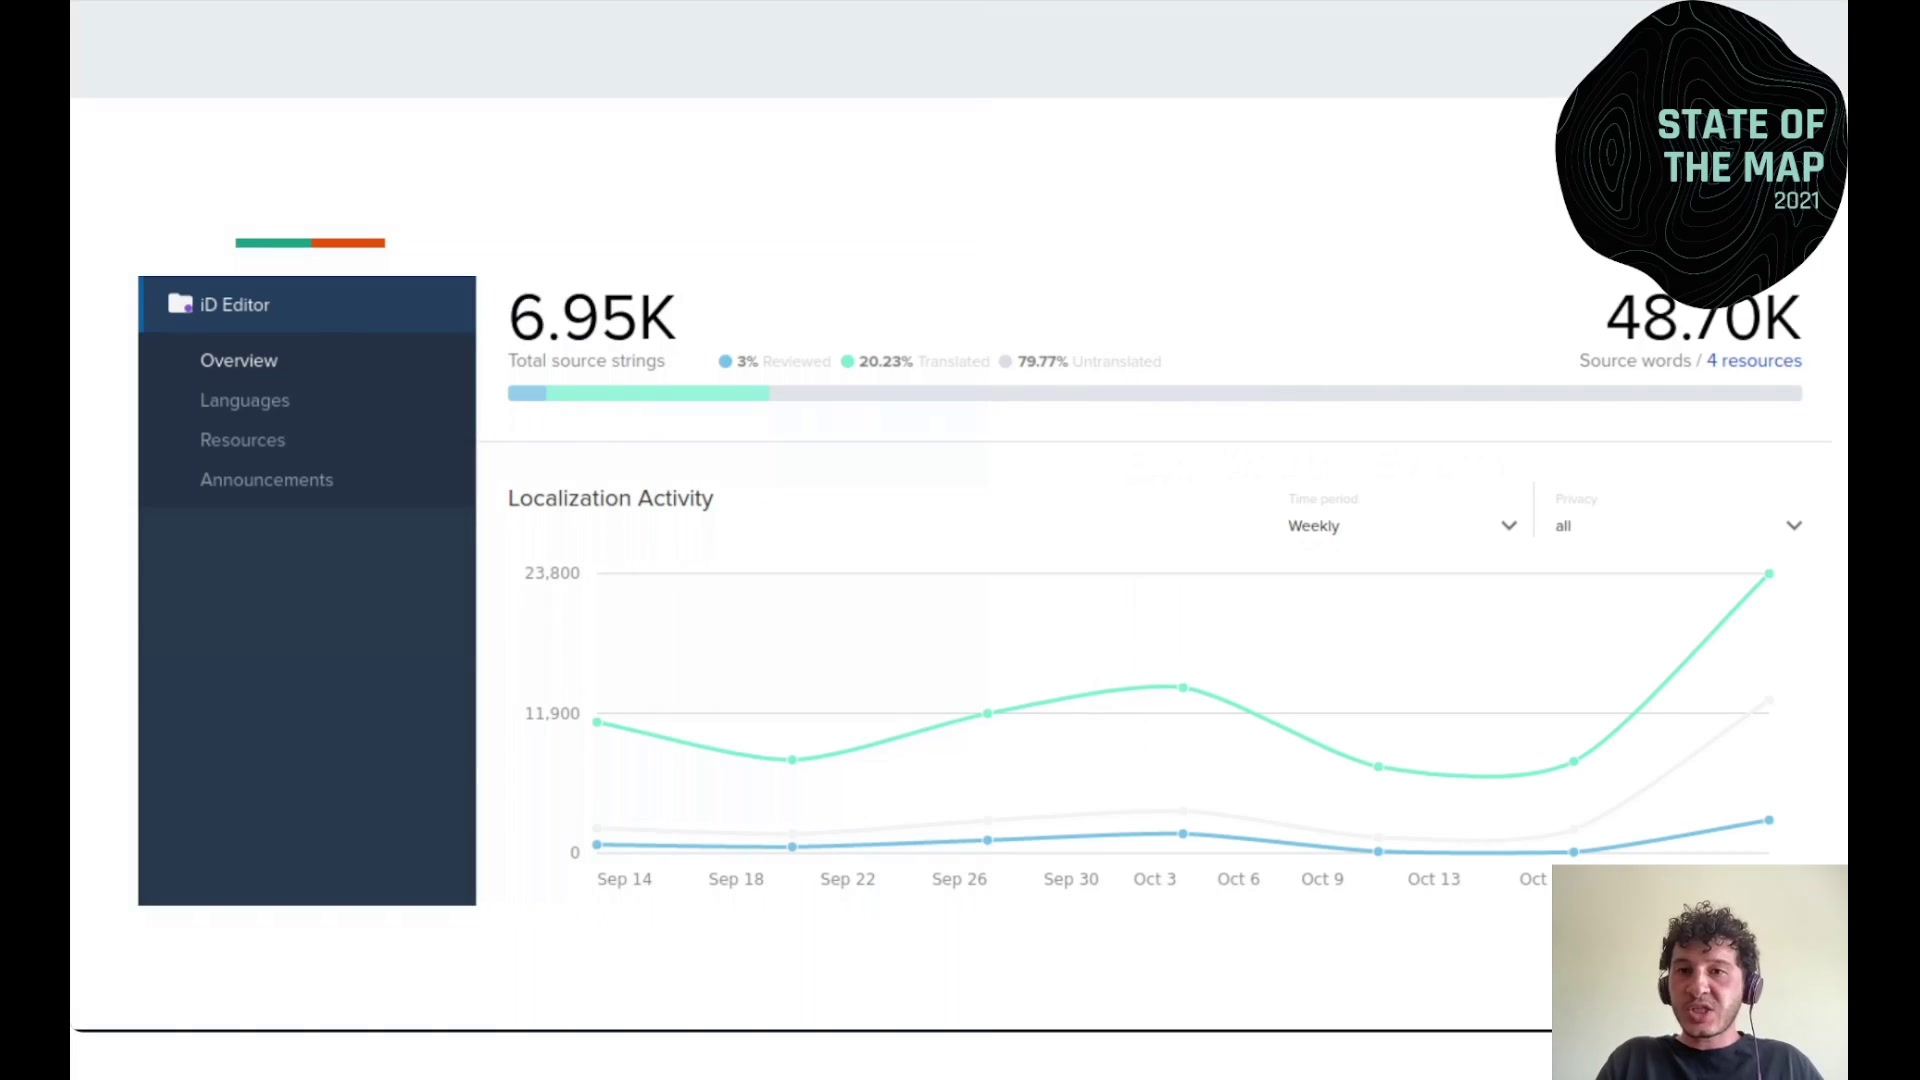 STATE OF
THE MAP
2021
iD Editor
Overview
Languages
Resources
Announcements
6.95K
Total source strings
3% Reviewed 20.23% Translated 79.77% Untranslated
48.70K
Source words / 4 resources
Localization Activity
Time period
Weekly
Privacy
all
23,800
11,900
0
Sep 14 Sep 18 Sep 22 Sep 26 Sep 30 Oct 3 Oct 6 Oct 9 Oct 13 Oct